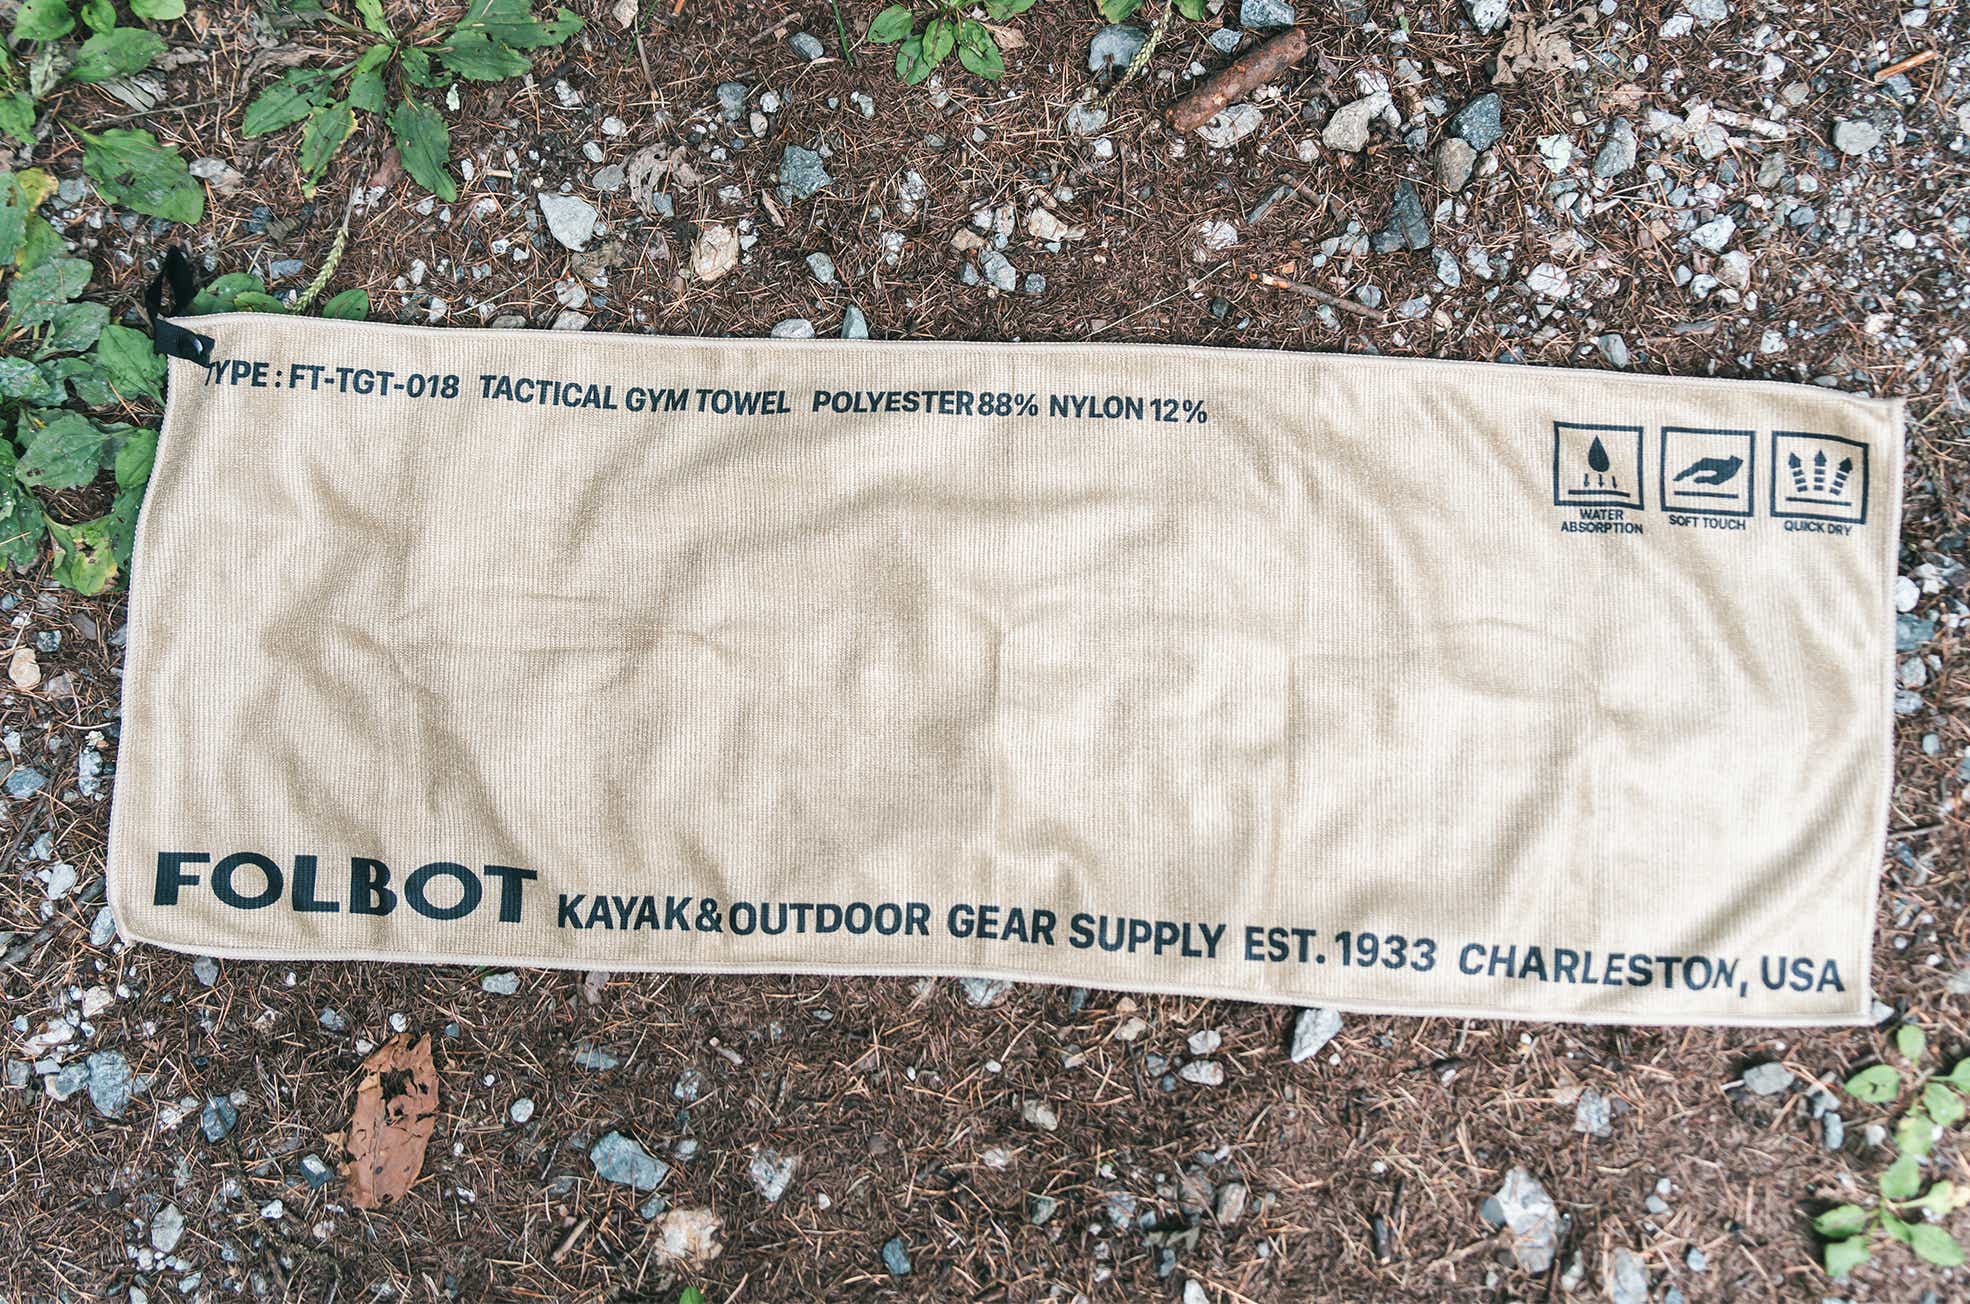 TYPE : FT-TGT-018 TACTICAL GYM TOWEL POLYESTER 88% NYLON 12%
WATER ABSORPTION
SOFT TOUCH
QUICK DRY
FOLBOT KAYAK&OUTDOOR GEAR SUPPLY EST. 1933 CHARLESTON, USA